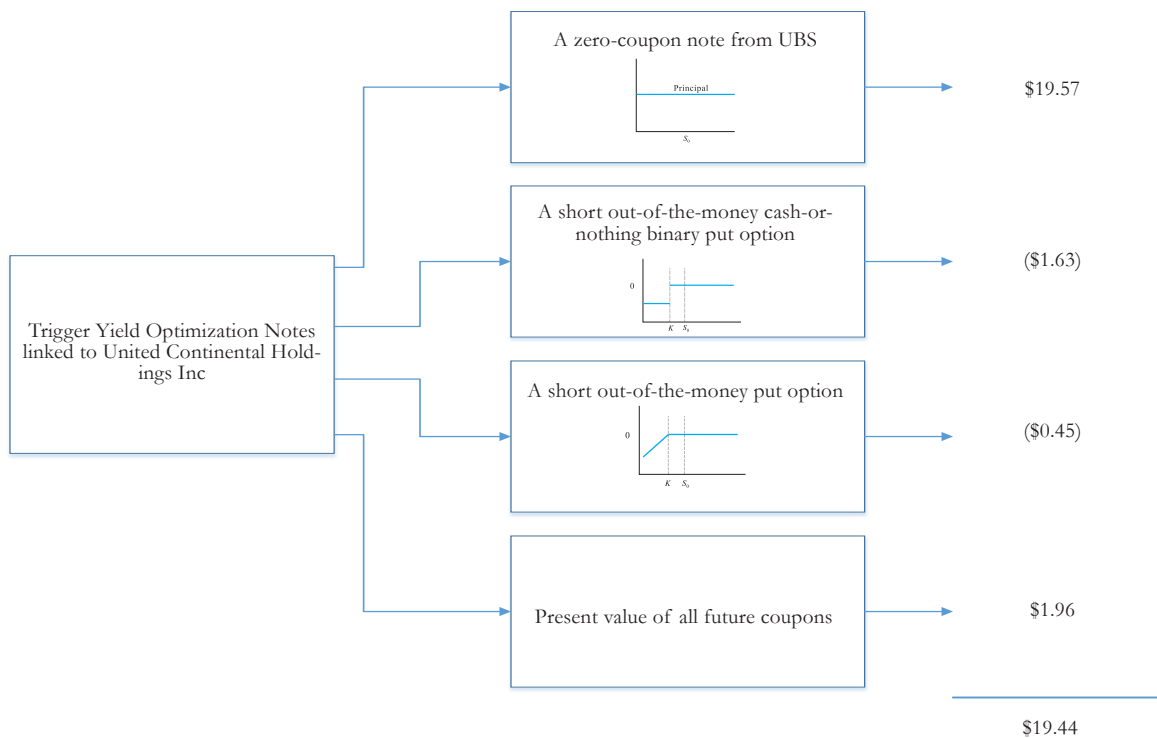 A zero-coupon note from UBS
Principal
S₀
$19.57
A short out-of-the-money cash-or-
nothing binary put option
0
K
S₀
($1.63)
Trigger Yield Optimization Notes
linked to United Continental Hold-
ings Inc
A short out-of-the-money put option
0
K
S₀
($0.45)
Present value of all future coupons
$1.96
$19.44